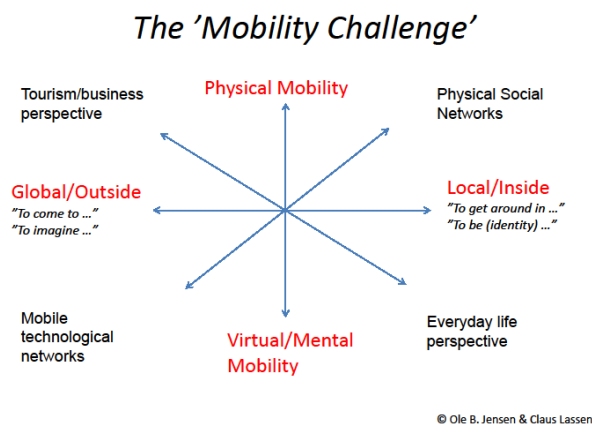 The ’Mobility Challenge’
Tourism/business
perspective
Physical Mobility
Physical Social
Networks
Global/Outside
”To come to …”
”To imagine …”
Local/Inside
”To get around in …”
”To be (identity) …”
Mobile
technological
networks
Virtual/Mental
Mobility
Everyday life
perspective
© Ole B. Jensen & Claus Lassen